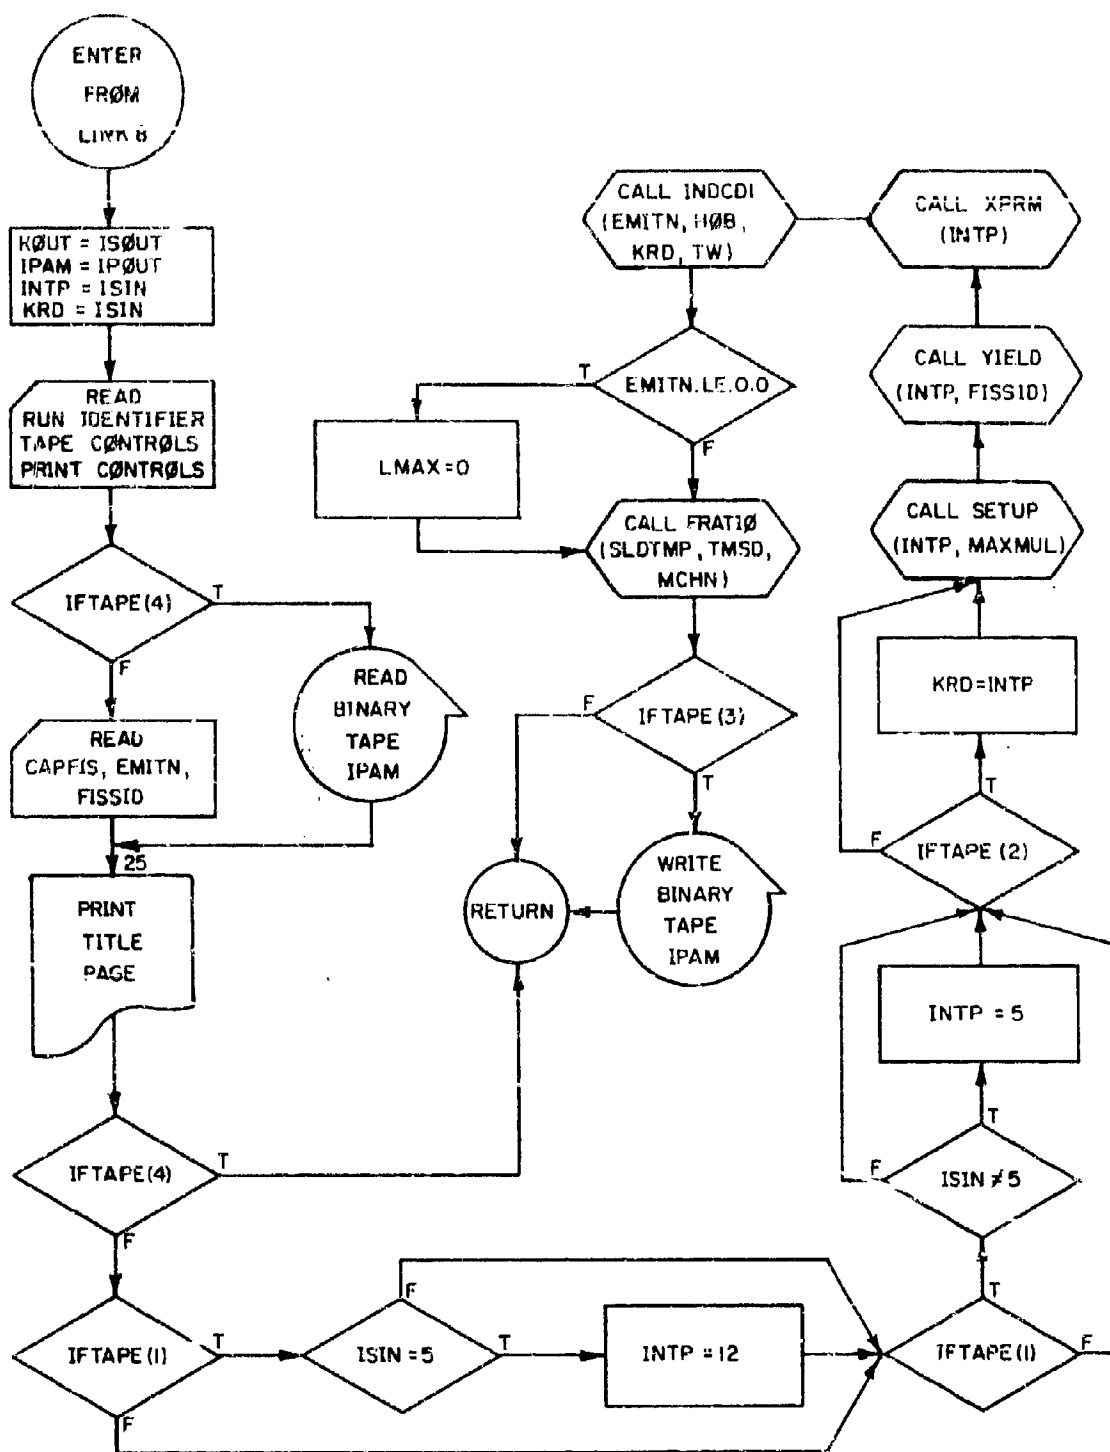 ENTER
FRØM
LINK 8
KØUT = ISØUT
IPAM = IPØUT
INTP = ISIN
KRD = ISIN
READ
RUN IDENTIFIER
TAPE CØNTRØLS
PRINT CØNTRØLS
IFTAPE(4)
T
F
READ
BINARY
TAPE
IPAM
READ
CAPFIS, EMITN,
FISSID
25
PRINT
TITLE
PAGE
IFTAPE(4)
T
F
IFTAPE(1)
T
F
ISIN = 5
F
T
INTP = 12
IFTAPE(1)
F
T
ISIN ≠ 5
F
T
INTP = 5
IFTAPE(2)
F
T
KRD=INTP
CALL SETUP
(INTP, MAXMUL)
CALL YIELD
(INTP, FISSID)
CALL XPRM
(INTP)
CALL INDCDI
(EMITN, HØB,
KRD, TW)
EMITN.LE.0.0
T
F
LMAX=0
CALL FRATIØ
(SLDTMP, TMSD,
MCHN)
IFTAPE(3)
F
T
WRITE
BINARY
TAPE
IPAM
RETURN